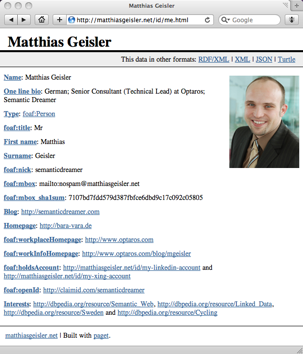 Matthias Geisler
http://matthiasgeisler.net/id/me.html
Google
Matthias Geisler
This data in other formats: RDF/XML | XML | JSON | Turtle
Name: Matthias Geisler
One line bio: German; Senior Consultant (Technical Lead) at Optaros;
Semantic Dreamer
Type: foaf:Person
foaf:title: Mr
First name: Matthias
Surname: Geisler
foaf:nick: semanticdreamer
foaf:mbox: mailto:nospam@matthiasgeisler.net
foaf:mbox_sha1sum: 7107bd7fdd579d387fbfce6dbd9c17c092c05805
Blog: http://semanticdreamer.com
Homepage: http://bara-vara.de
foaf:workplaceHomepage: http://www.optaros.com
foaf:workInfoHomepage: http://www.optaros.com/blog/mgeisler
foaf:holdsAccount: http://matthiasgeisler.net/id/my-linkedin-account and
http://matthiasgeisler.net/id/my-xing-account
foaf:openId: http://claimid.com/semanticdreamer
Interests: http://dbpedia.org/resource/Semantic_Web, http://dbpedia.org/resource/Linked_Data,
http://dbpedia.org/resource/Sweden and http://dbpedia.org/resource/Cycling
matthiasgeisler.net | Built with paget.